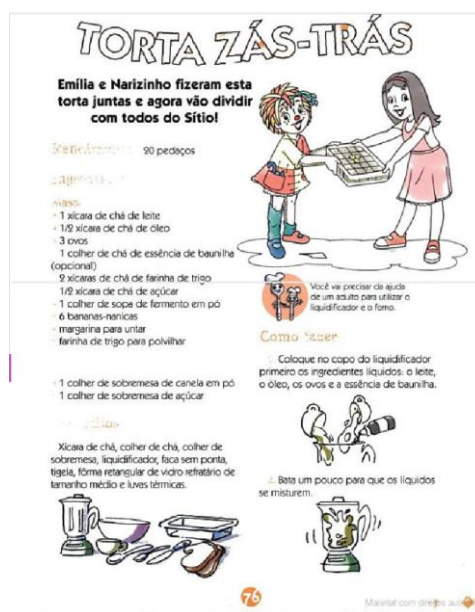 TORTA ZÁS-TRÁS
Emília e Narizinho fizeram esta
torta juntas e agora vão dividir
com todos do Sítio!
Rendimento 20 pedaços
Massa
1 xícara de chá de leite
1/2 xícara de chá de óleo
3 ovos
1 colher de chá de essência de baunilha
(opcional)
2 xícaras de chá de farinha de trigo
1/2 xícara de chá de açúcar
1 colher de sopa de fermento em pó
6 bananas-nanicas
margarina para untar
farinha de trigo para polvilhar
1 colher de sobremesa de canela em pó
1 colher de sobremesa de açúcar
Xícara de chá, colher de chá, colher de
sobremesa, liquidificador, faca sem ponta,
tigela, fôrma retangular de vidro refratário de
tamanho médio e luvas térmicas.
Você vai precisar da ajuda
de um adulto para utilizar o
liquidificador e o forno.
Como fazer
1. Coloque no copo do liquidificador
primeiro os ingredientes líquidos: o leite,
o óleo, os ovos e a essência de baunilha.
2. Bata um pouco para que os líquidos
se misturem.
76
Material com direitos